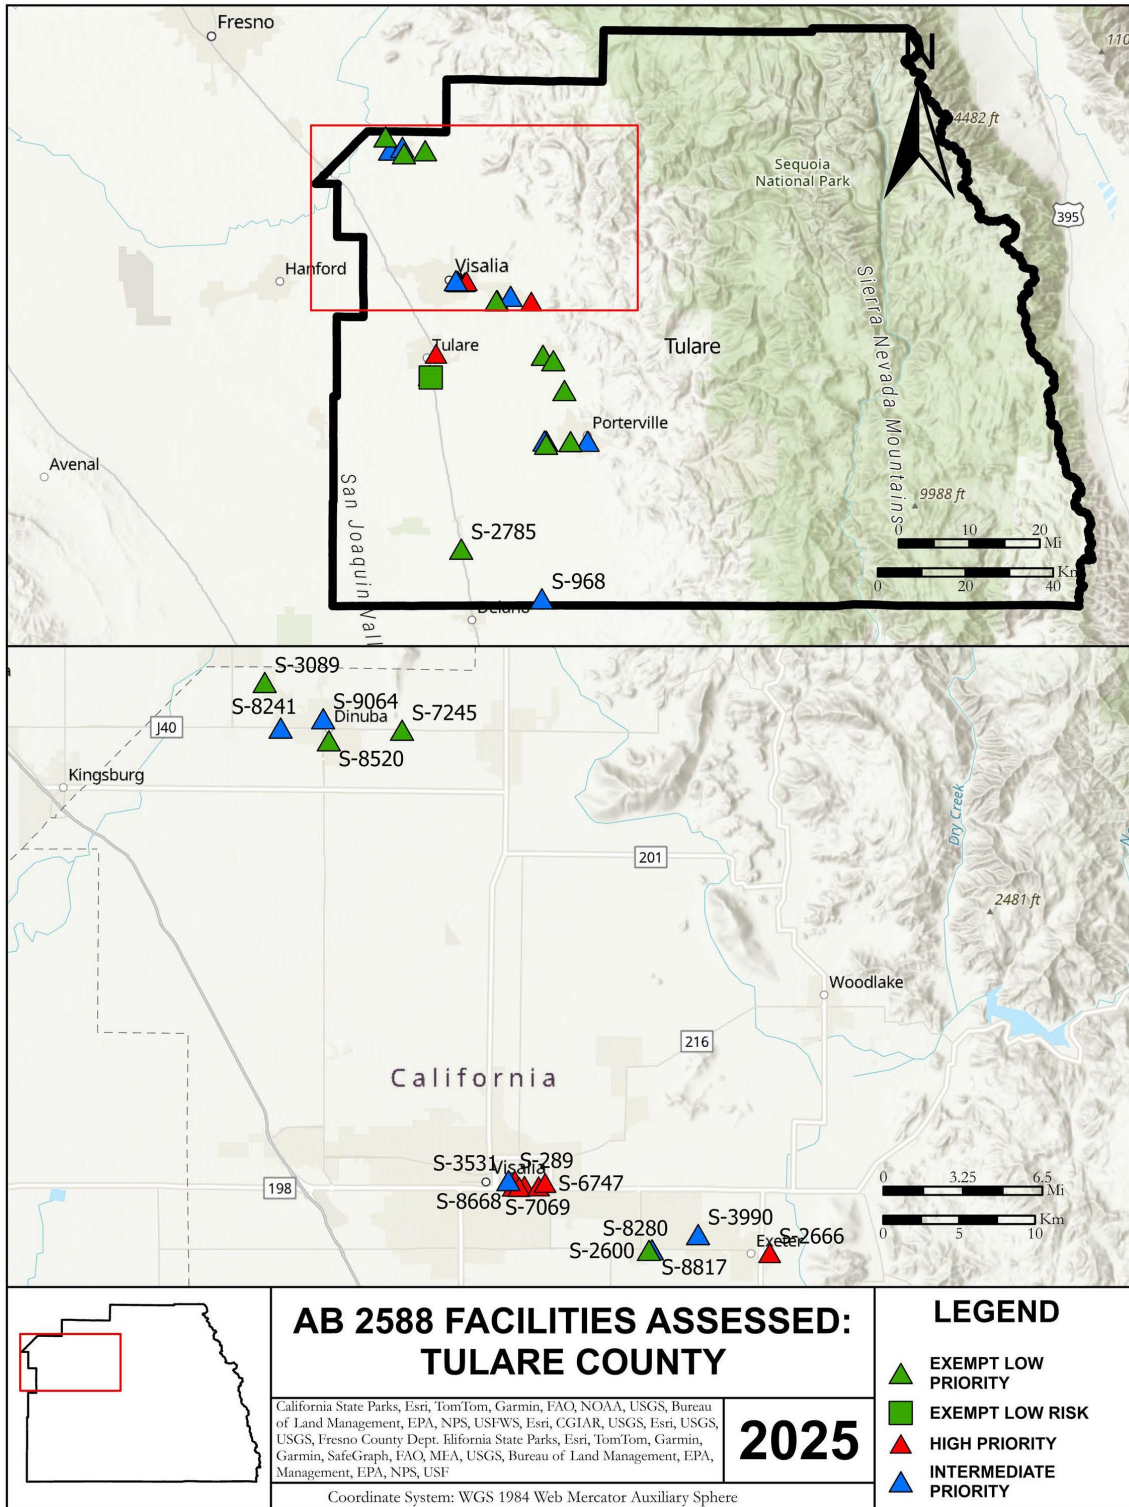 Fresno
N
110
4482 ft
Sequoia
National Park
395
Hanford
Visalia
Tulare
Tulare
Sierra Nevada Mountains
Porterville
Avenal
9988 ft
San Joaquin Vall
S-2785
0 10 20
Mi
S-968
Km
0 20 40
Delano
S-3089
S-8241
S-9064
Dinuba
S-7245
J40
S-8520
Kingsburg
Dry Creek
201
2481 ft
Woodlake
216
California
S-3531
S-289
Visalia
198
S-8668
S-6747
S-7069
0 3.25 6.5
Mi
Km
0 5 10
S-8280
S-3990
S-2600
Exeter
S-2666
S-8817
AB 2588 FACILITIES ASSESSED:
TULARE COUNTY
California State Parks, Esri, TomTom, Garmin, FAO, NOAA, USGS, Bureau
of Land Management, EPA, NPS, USFWS, Esri, CGIAR, USGS, Esri, USGS,
USGS, Fresno County Dept. Elifornia State Parks, Esri, TomTom, Garmin,
Garmin, SafeGraph, FAO, MEA, USGS, Bureau of Land Management, EPA,
Management, EPA, NPS, USF
2025
Coordinate System: WGS 1984 Web Mercator Auxiliary Sphere
LEGEND
EXEMPT LOW
PRIORITY
EXEMPT LOW RISK
HIGH PRIORITY
INTERMEDIATE
PRIORITY